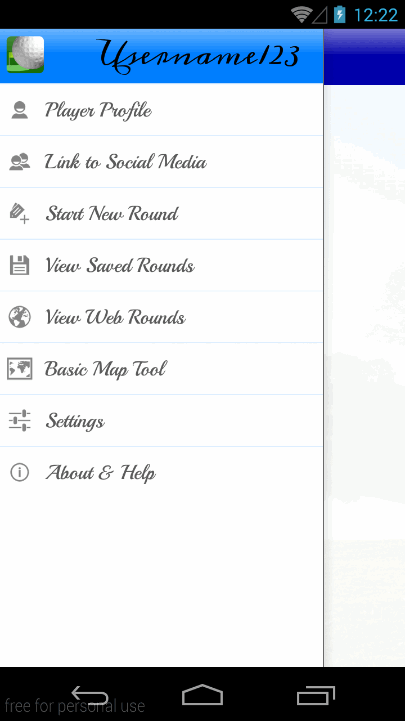 12:22
Username123
Player Profile
Link to Social Media
Start New Round
View Saved Rounds
View Web Rounds
Basic Map Tool
Settings
About & Help
free for personal use